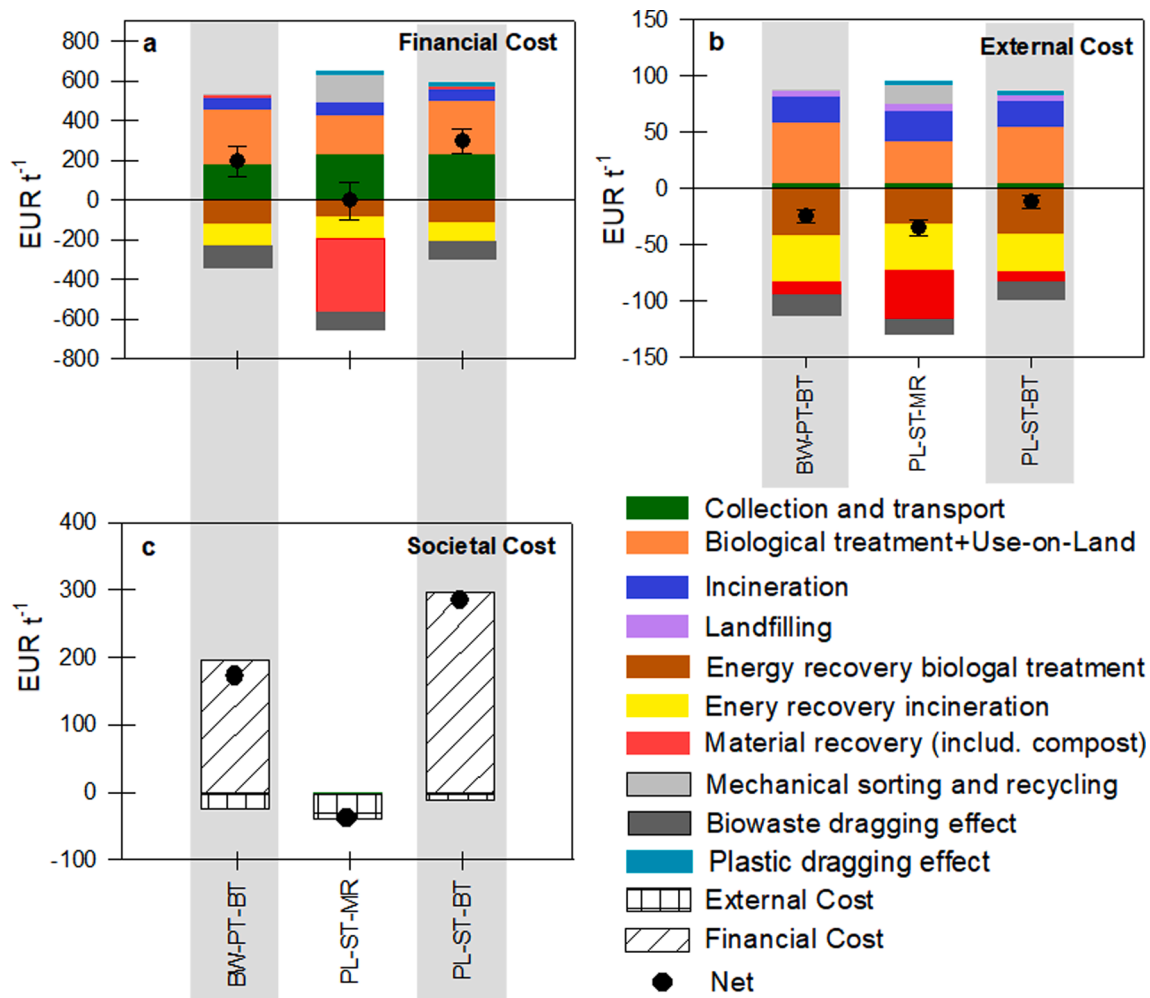 a
Financial Cost
800
600
400
200
0
-200
-400
-600
-800
EUR t-1
b
External Cost
150
100
50
0
-50
-100
-150
EUR t-1
BW-PT-BT
PL-ST-MR
PL-ST-BT
c
Societal Cost
400
300
200
100
0
-100
EUR t-1
BW-PT-BT
PL-ST-MR
PL-ST-BT
Collection and transport
Biological treatment+Use-on-Land
Incineration
Landfilling
Energy recovery biologal treatment
Enery recovery incineration
Material recovery (includ. compost)
Mechanical sorting and recycling
Biowaste dragging effect
Plastic dragging effect
External Cost
Financial Cost
Net